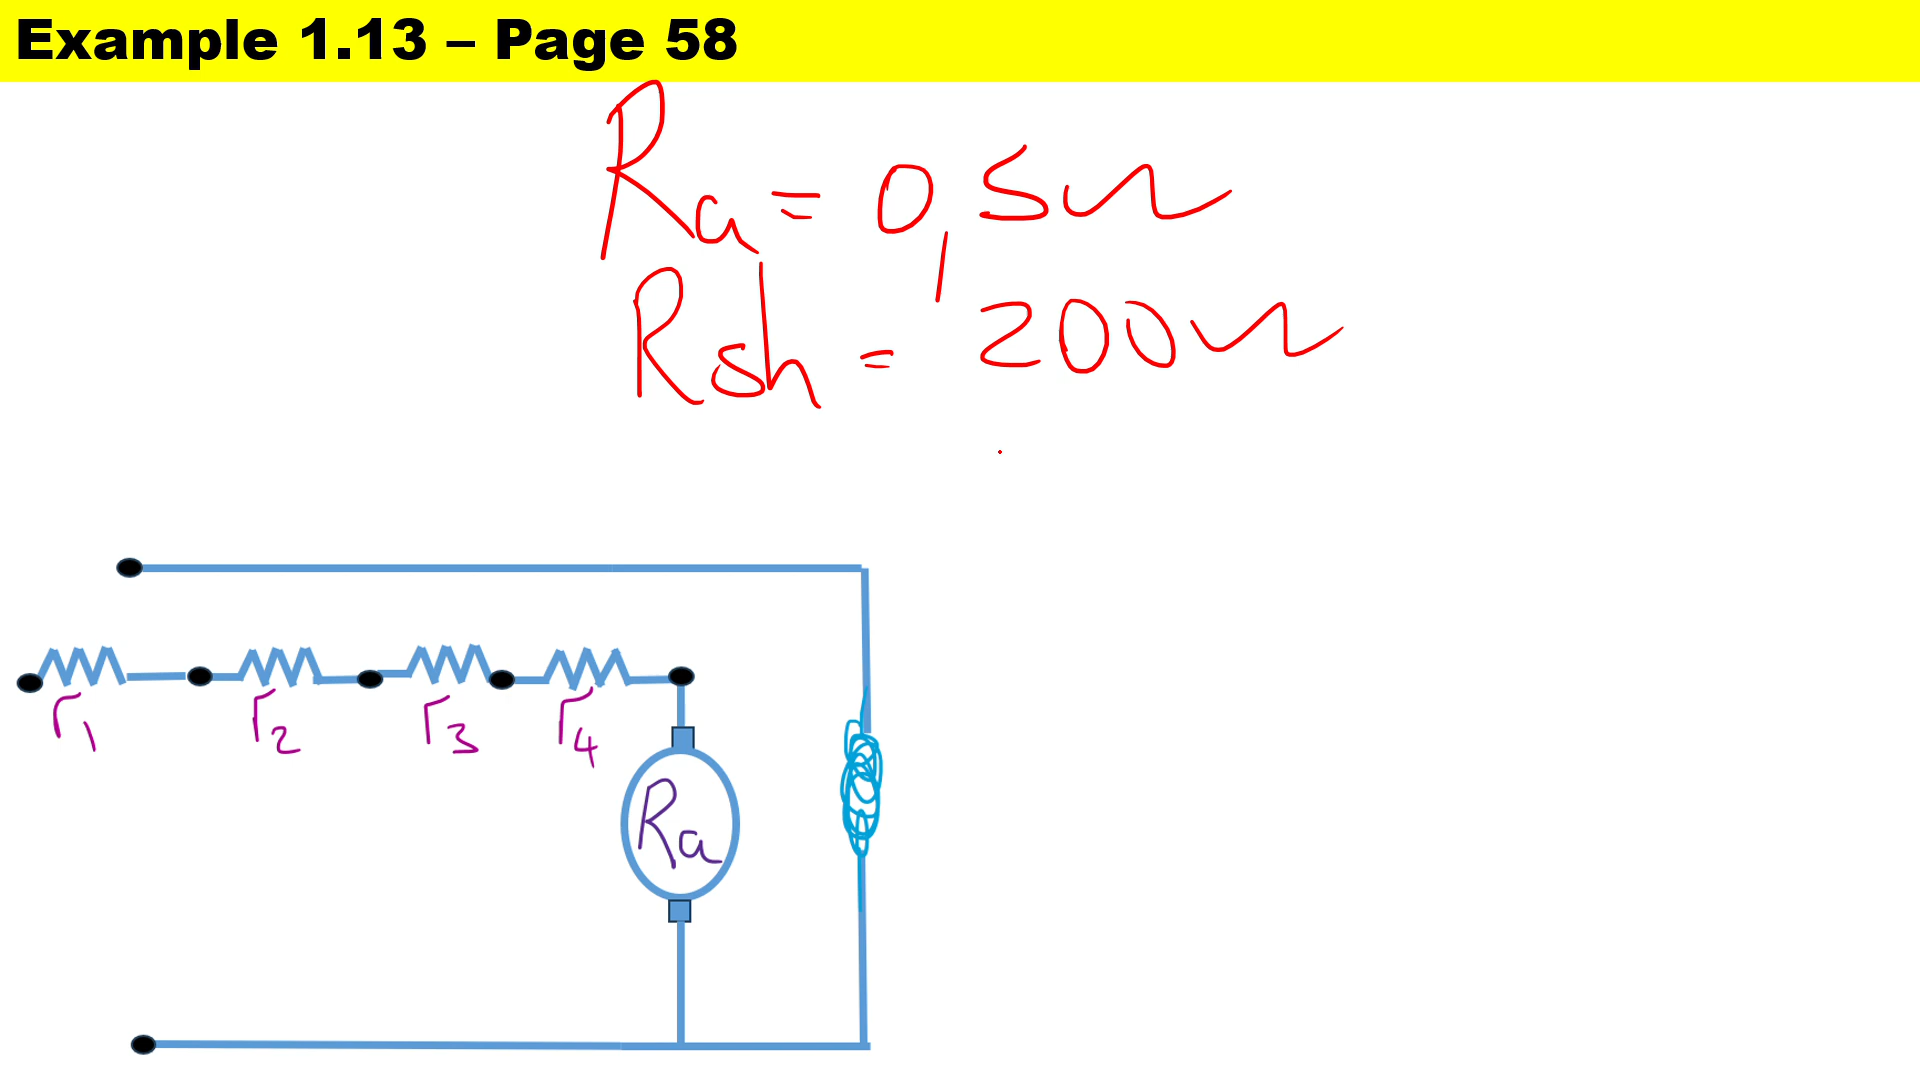 Example 1.13 – Page 58
Ra = 0,5Ω
Rsh = 200Ω
r1 r2 r3 r4
Ra